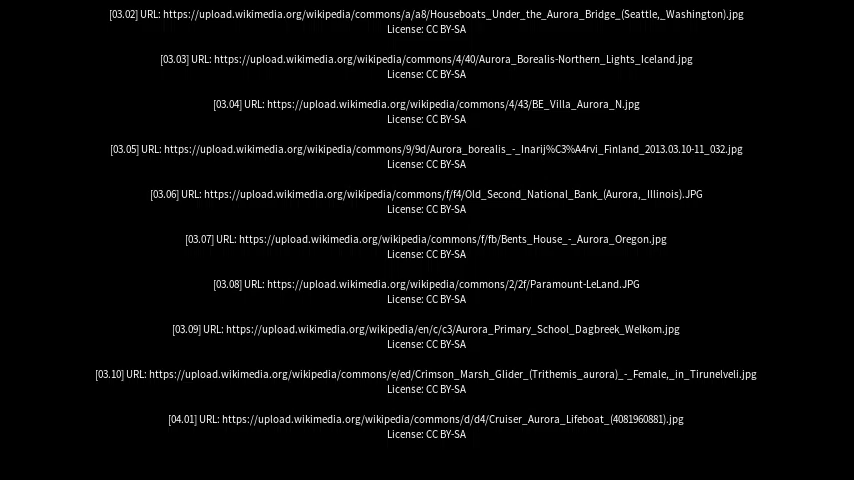 [03.02] URL: https://upload.wikimedia.org/wikipedia/commons/a/a8/Houseboats_Under_the_Aurora_Bridge_(Seattle,_Washington).jpg
License: CC BY-SA
[03.03] URL: https://upload.wikimedia.org/wikipedia/commons/4/40/Aurora_Borealis-Northern_Lights_Iceland.jpg
License: CC BY-SA
[03.04] URL: https://upload.wikimedia.org/wikipedia/commons/4/43/BE_Villa_Aurora_N.jpg
License: CC BY-SA
[03.05] URL: https://upload.wikimedia.org/wikipedia/commons/9/9d/Aurora_borealis_-_Inarij%C3%A4rvi_Finland_2013.03.10-11_032.jpg
License: CC BY-SA
[03.06] URL: https://upload.wikimedia.org/wikipedia/commons/f/f4/Old_Second_National_Bank_(Aurora,_Illinois).JPG
License: CC BY-SA
[03.07] URL: https://upload.wikimedia.org/wikipedia/commons/f/fb/Bents_House_-_Aurora_Oregon.jpg
License: CC BY-SA
[03.08] URL: https://upload.wikimedia.org/wikipedia/commons/2/2f/Paramount-LeLand.JPG
License: CC BY-SA
[03.09] URL: https://upload.wikimedia.org/wikipedia/en/c/c3/Aurora_Primary_School_Dagbreek_Welkom.jpg
License: CC BY-SA
[03.10] URL: https://upload.wikimedia.org/wikipedia/commons/e/ed/Crimson_Marsh_Glider_(Trithemis_aurora)_-_Female,_in_Tirunelveli.jpg
License: CC BY-SA
[04.01] URL: https://upload.wikimedia.org/wikipedia/commons/d/d4/Cruiser_Aurora_Lifeboat_(4081960881).jpg
License: CC BY-SA